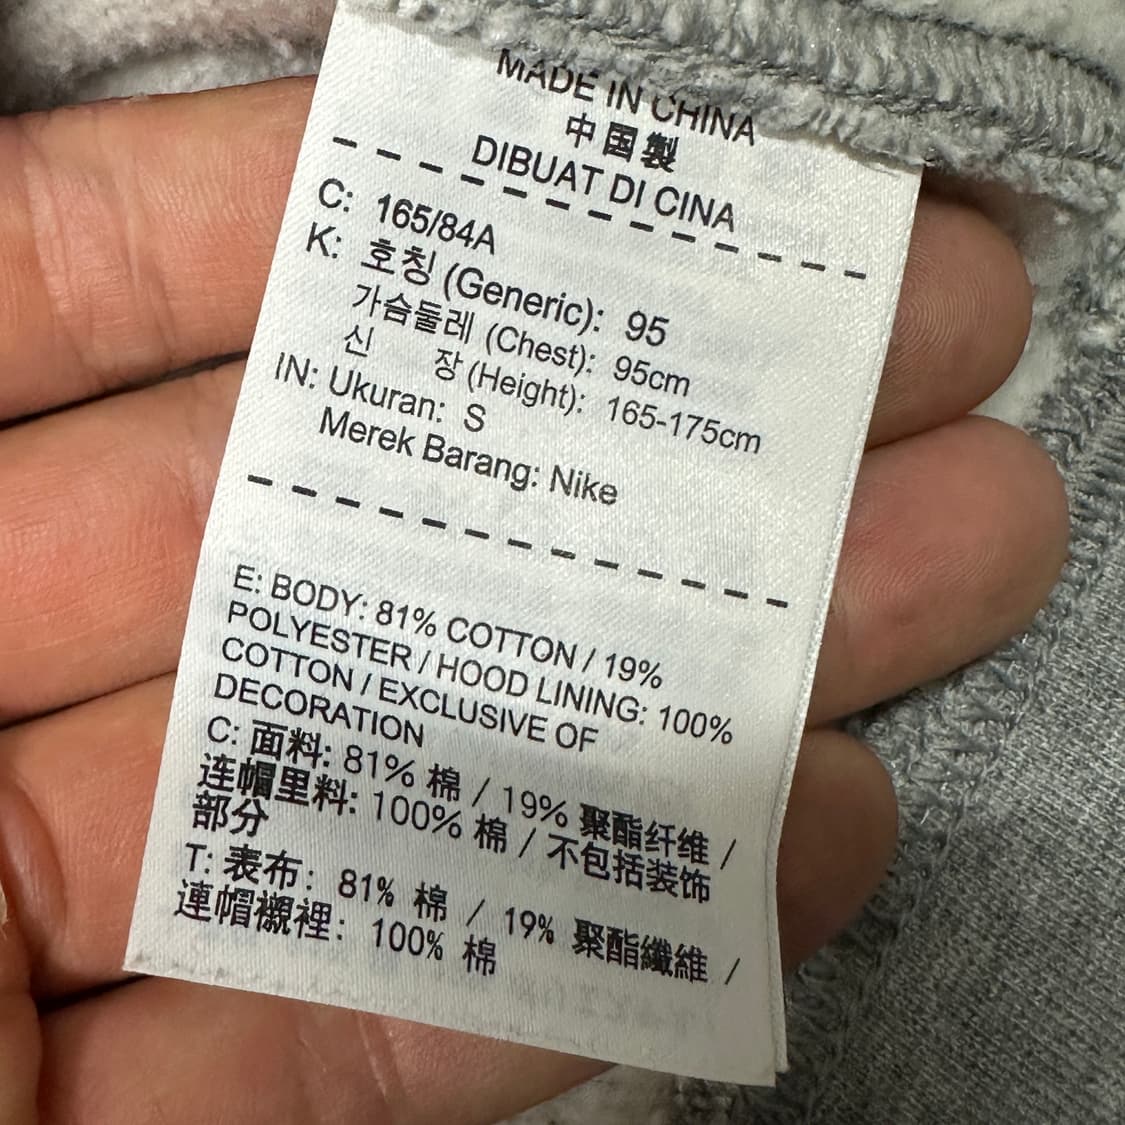 MADE IN CHINA
中国製
DIBUAT DI CINA
C: 165/84A
K: 호칭 (Generic): 95
가슴둘레 (Chest): 95cm
신 장 (Height): 165-175cm
IN: Ukuran: S
Merek Barang: Nike
E: BODY: 81% COTTON / 19%
POLYESTER / HOOD LINING: 100%
COTTON / EXCLUSIVE OF
DECORATION
C: 面料: 81% 棉 / 19% 聚酯纤维 /
连帽里料: 100% 棉 / 不包括装饰
部分
T: 表布: 81% 棉 / 19% 聚酯纖維 /
連帽襯裡: 100% 棉